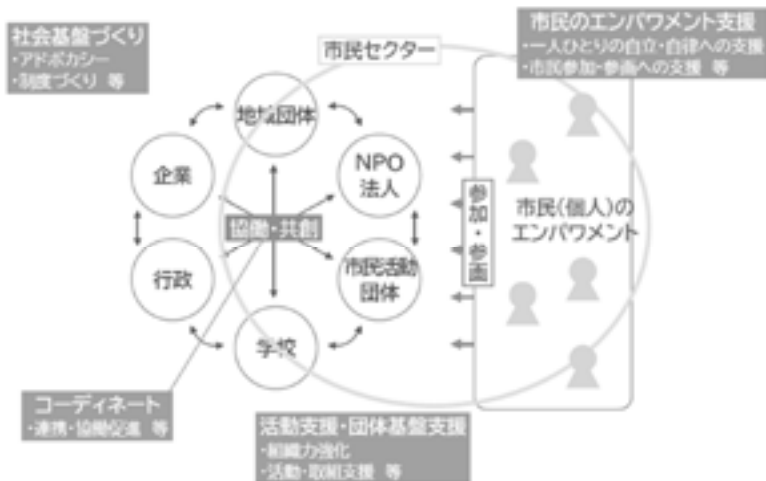 社会基盤づくり
・アドボカシー
・制度づくり 等
市民セクター
市民のエンパワメント支援
・一人ひとりの自立・自律への支援
・市民参加・参画への支援 等
地域団体
企業
NPO
法人
協働・共創
参加・参画
市民(個人)の
エンパワメント
行政
市民活動
団体
学校
コーディネート
・連携・協働促進 等
活動支援・団体基盤支援
・組織力強化
・活動・取組支援 等